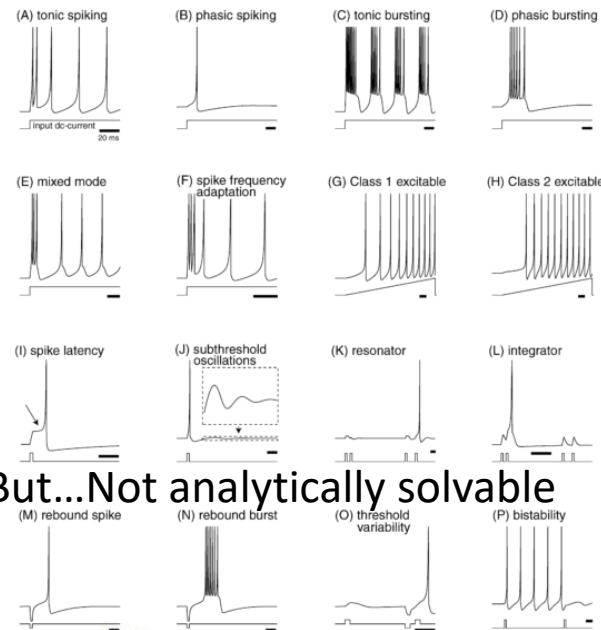 (A) tonic spiking
(B) phasic spiking
(C) tonic bursting
(D) phasic bursting
input dc-current
20 ms
(E) mixed mode
(F) spike frequency
adaptation
(G) Class 1 excitable
(H) Class 2 excitable
(I) spike latency
(J) subthreshold
oscillations
(K) resonator
(L) integrator
But...Not analytically solvable
(M) rebound spike
(N) rebound burst
(O) threshold
variability
(P) bistability